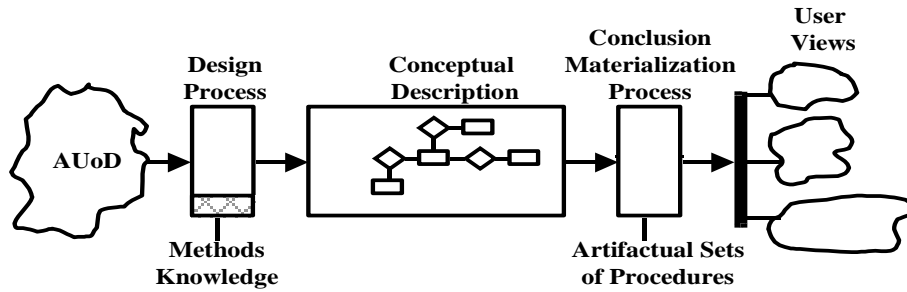 AUoD
Design
Process
Methods
Knowledge
Conceptual
Description
Conclusion
Materialization
Process
Artifactual Sets
of Procedures
User
Views